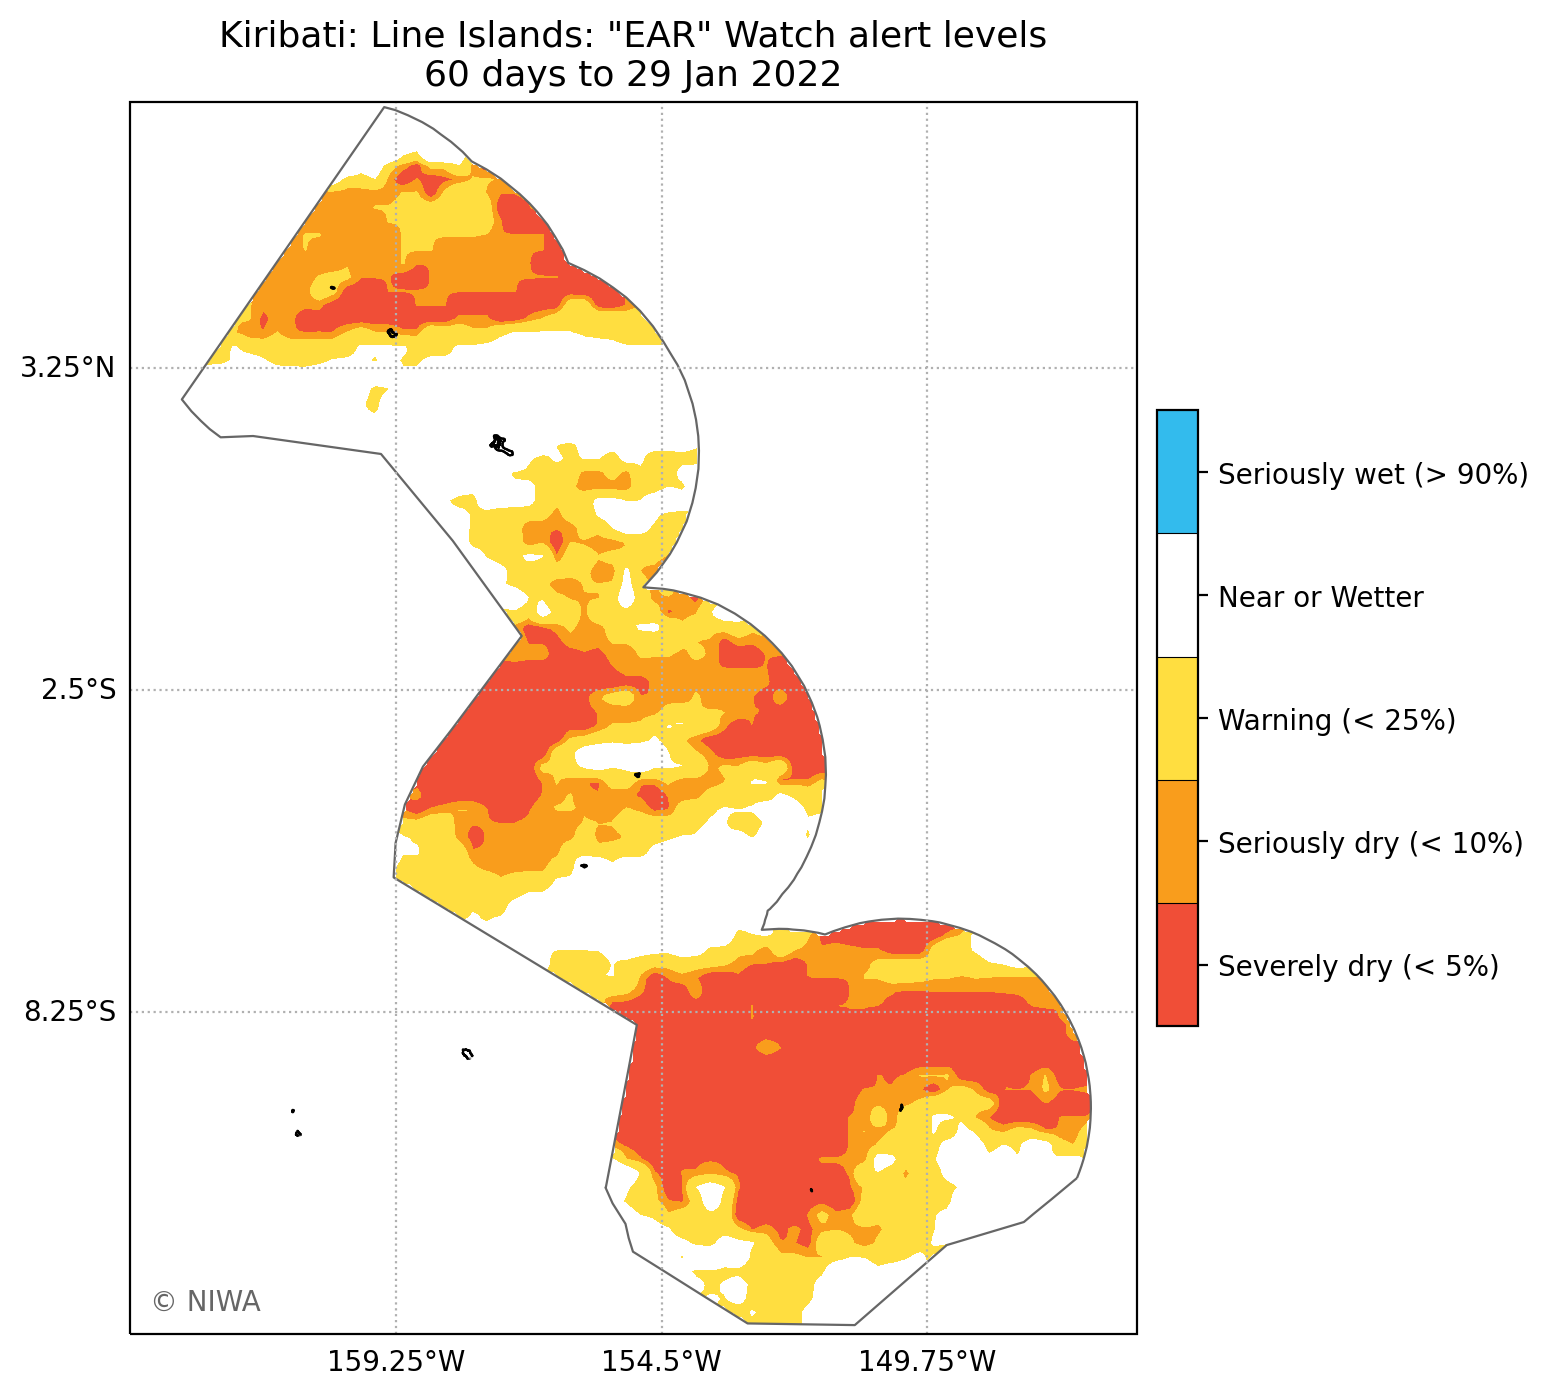 Kiribati: Line Islands: "EAR" Watch alert levels
60 days to 29 Jan 2022
3.25°N
2.5°S
8.25°S
159.25°W
154.5°W
149.75°W
Seriously wet (> 90%)
Near or Wetter
Warning (< 25%)
Seriously dry (< 10%)
Severely dry (< 5%)
© NIWA